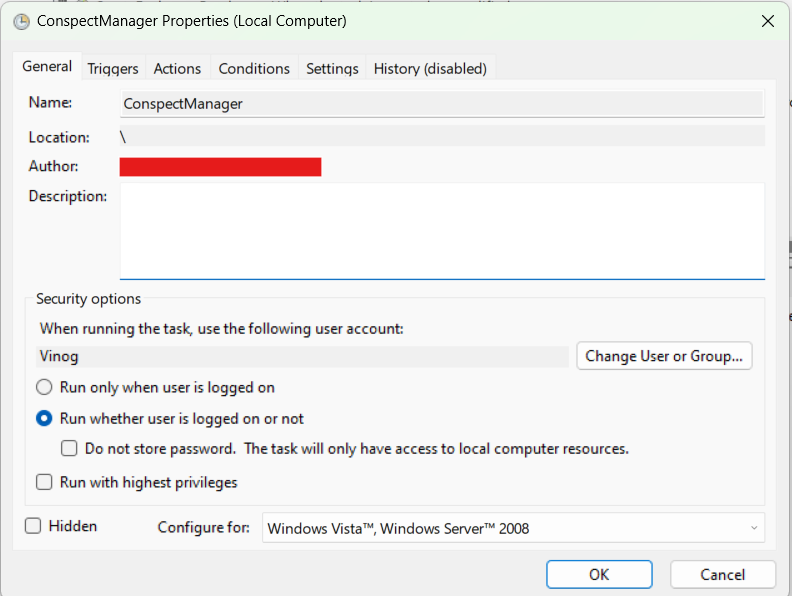 ConspectManager Properties (Local Computer)
General Triggers Actions Conditions Settings History (disabled)
Name: ConspectManager
Location: \
Author:
Description:
Security options
When running the task, use the following user account:
Vinog Change User or Group...
Run only when user is logged on
Run whether user is logged on or not
Do not store password. The task will only have access to local computer resources.
Run with highest privileges
Hidden Configure for: Windows Vista™, Windows Server™ 2008
OK Cancel